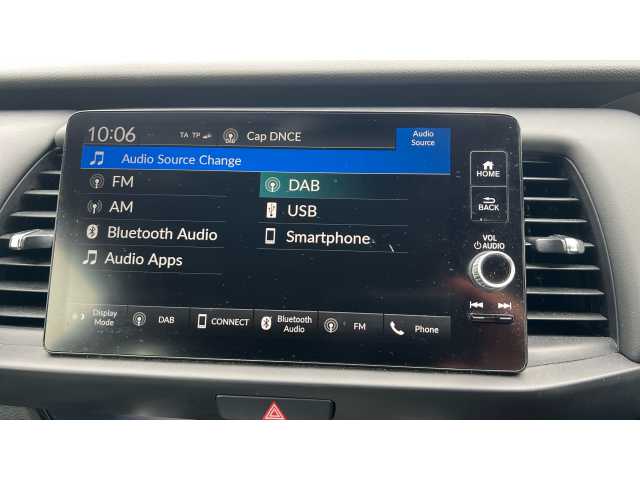 10:06 TA TP DAB Cap DNCE Audio Source
Audio Source Change
FM DAB
AM USB
Bluetooth Audio Smartphone
Audio Apps
HOME
BACK
VOL
AUDIO
Display Mode DAB CONNECT Bluetooth Audio FM Phone